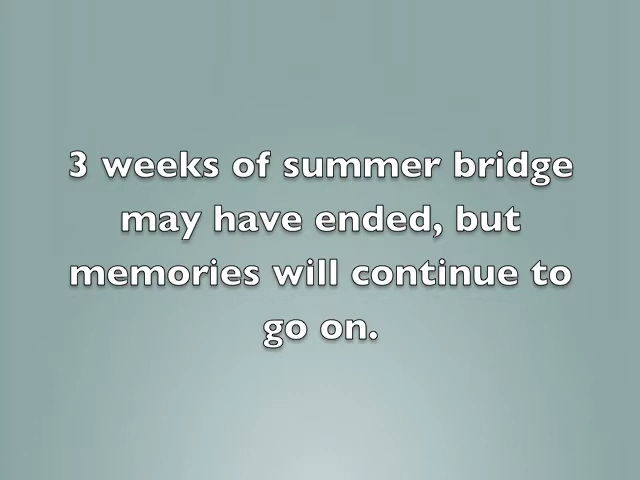 3 weeks of summer bridge
may have ended, but
memories will continue to
go on.